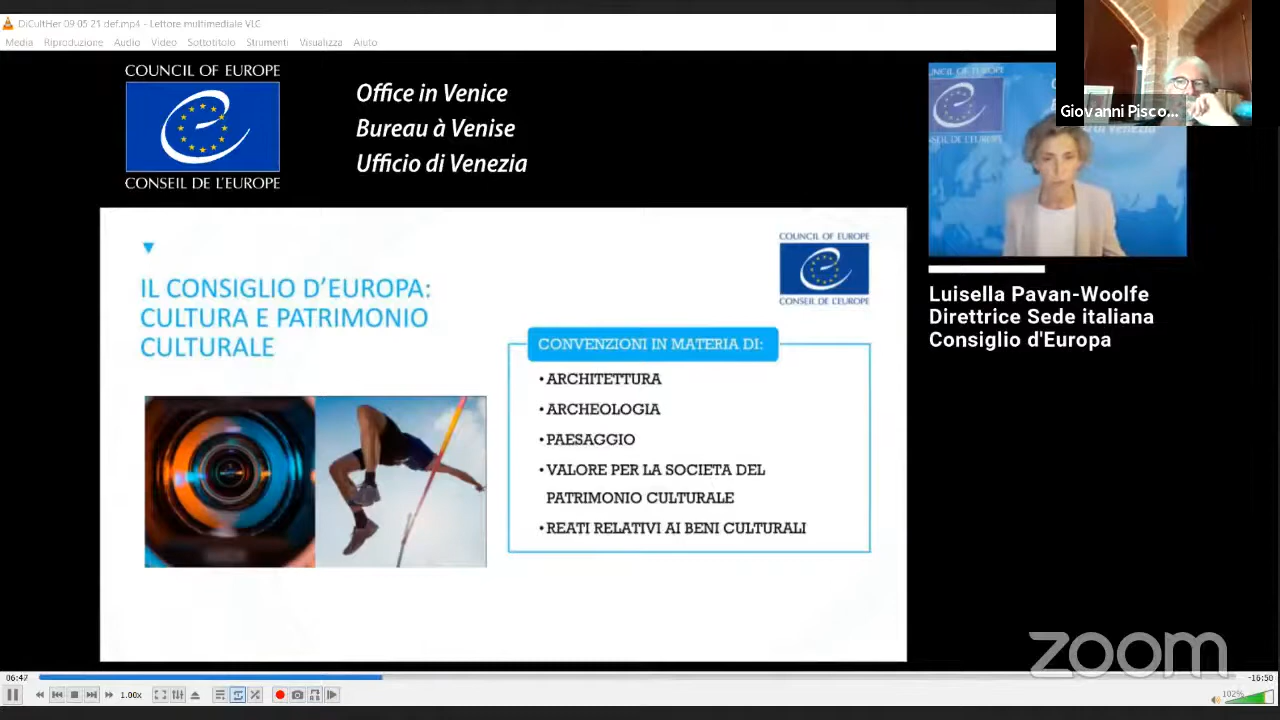 DiCultHer 09 05 21 def.mp4 - Lettore multimediale VLC
Media Riproduzione Audio Video Sottotitolo Strumenti Visualizza Aiuto
COUNCIL OF EUROPE
CONSEIL DE L'EUROPE
Office in Venice
Bureau à Venise
Ufficio di Venezia
Giovanni Pisco...
COUNCIL OF EUROPE
CONSEIL DE L'EUROPE
IL CONSIGLIO D'EUROPA:
CULTURA E PATRIMONIO
CULTURALE
CONVENZIONI IN MATERIA DI:
• ARCHITETTURA
• ARCHEOLOGIA
• PAESAGGIO
• VALORE PER LA SOCIETA DEL
PATRIMONIO CULTURALE
• REATI RELATIVI AI BENI CULTURALI
Luisella Pavan-Woolfe
Direttrice Sede italiana
Consiglio d'Europa
zoom
06:47
-16:50
1.00x
102%